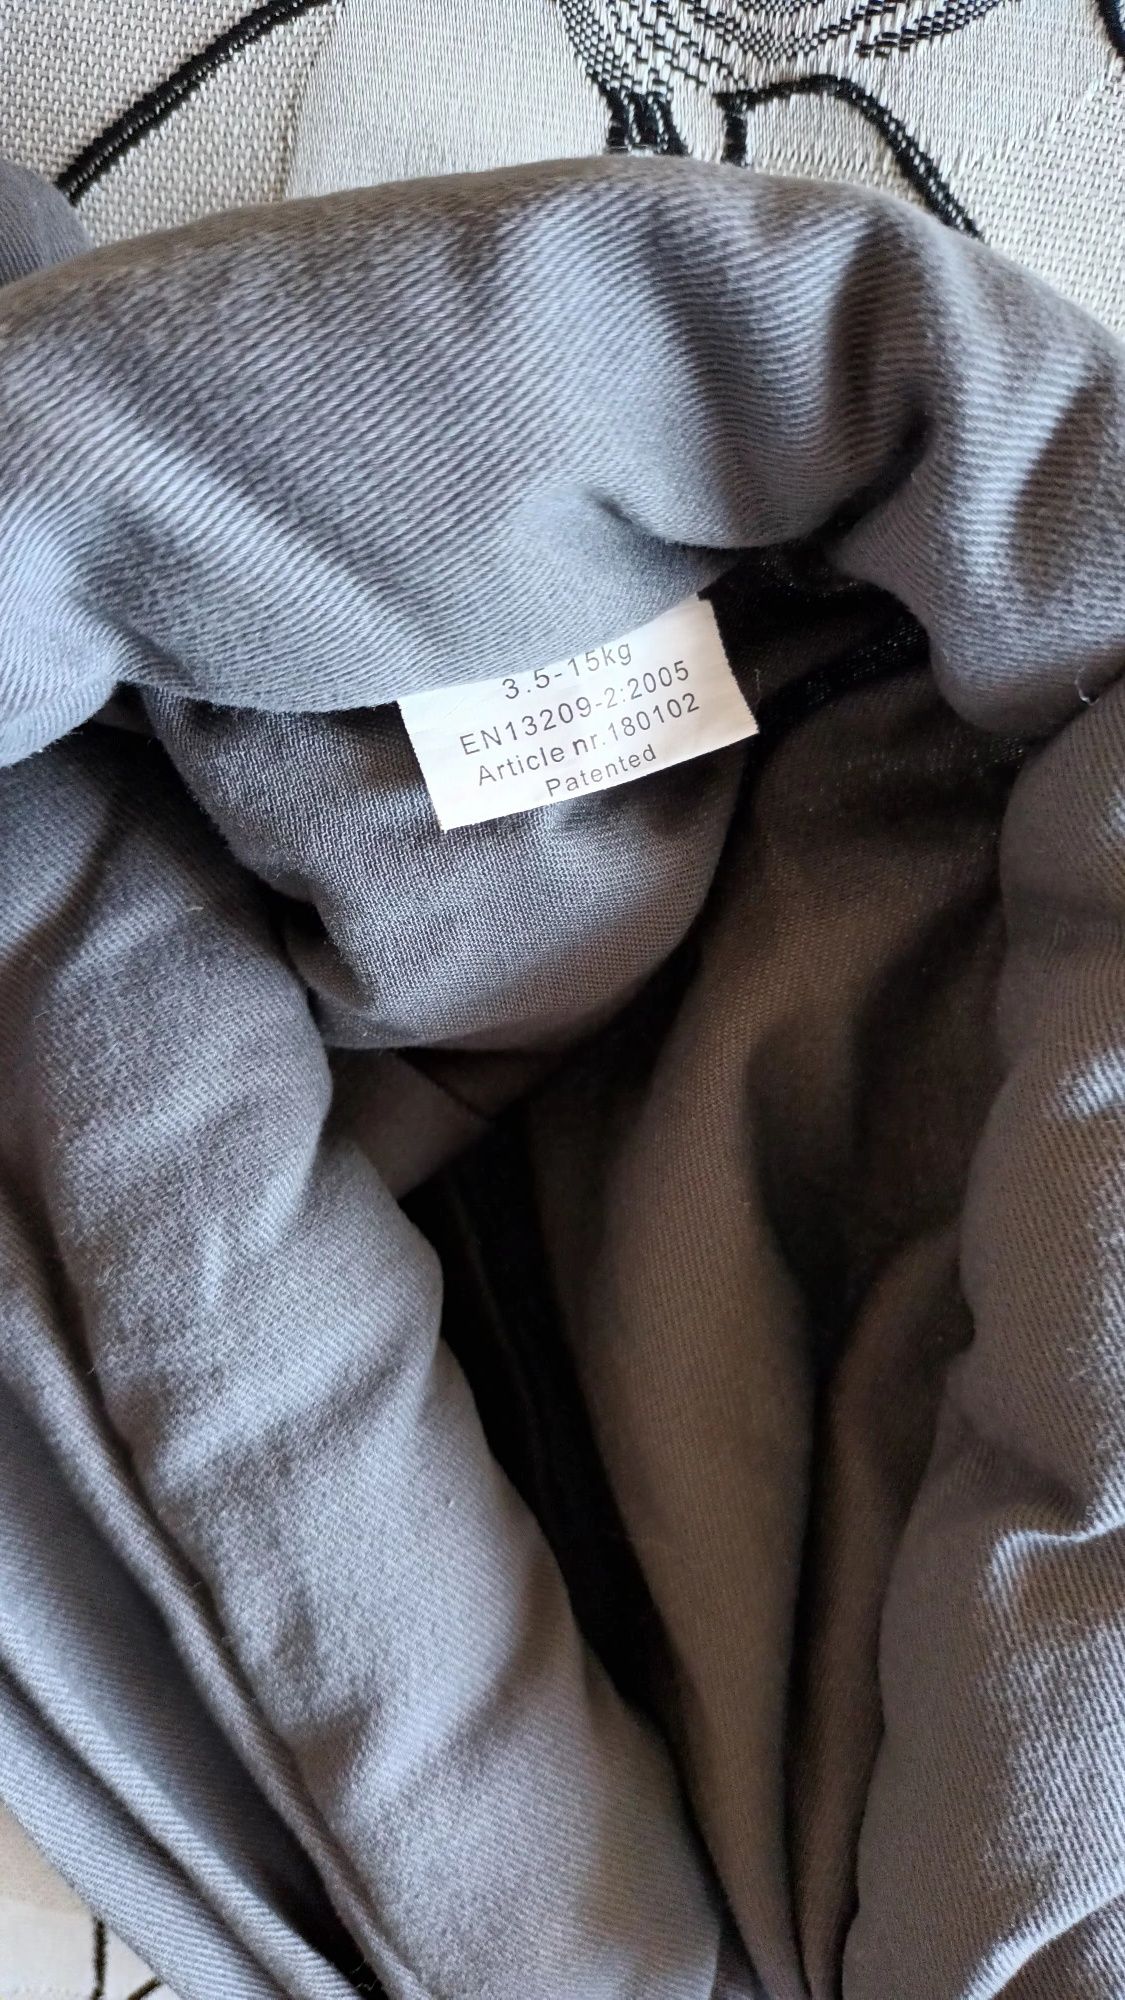 3.5-15kg
EN13209-2:2005
Article nr.180102
Patented